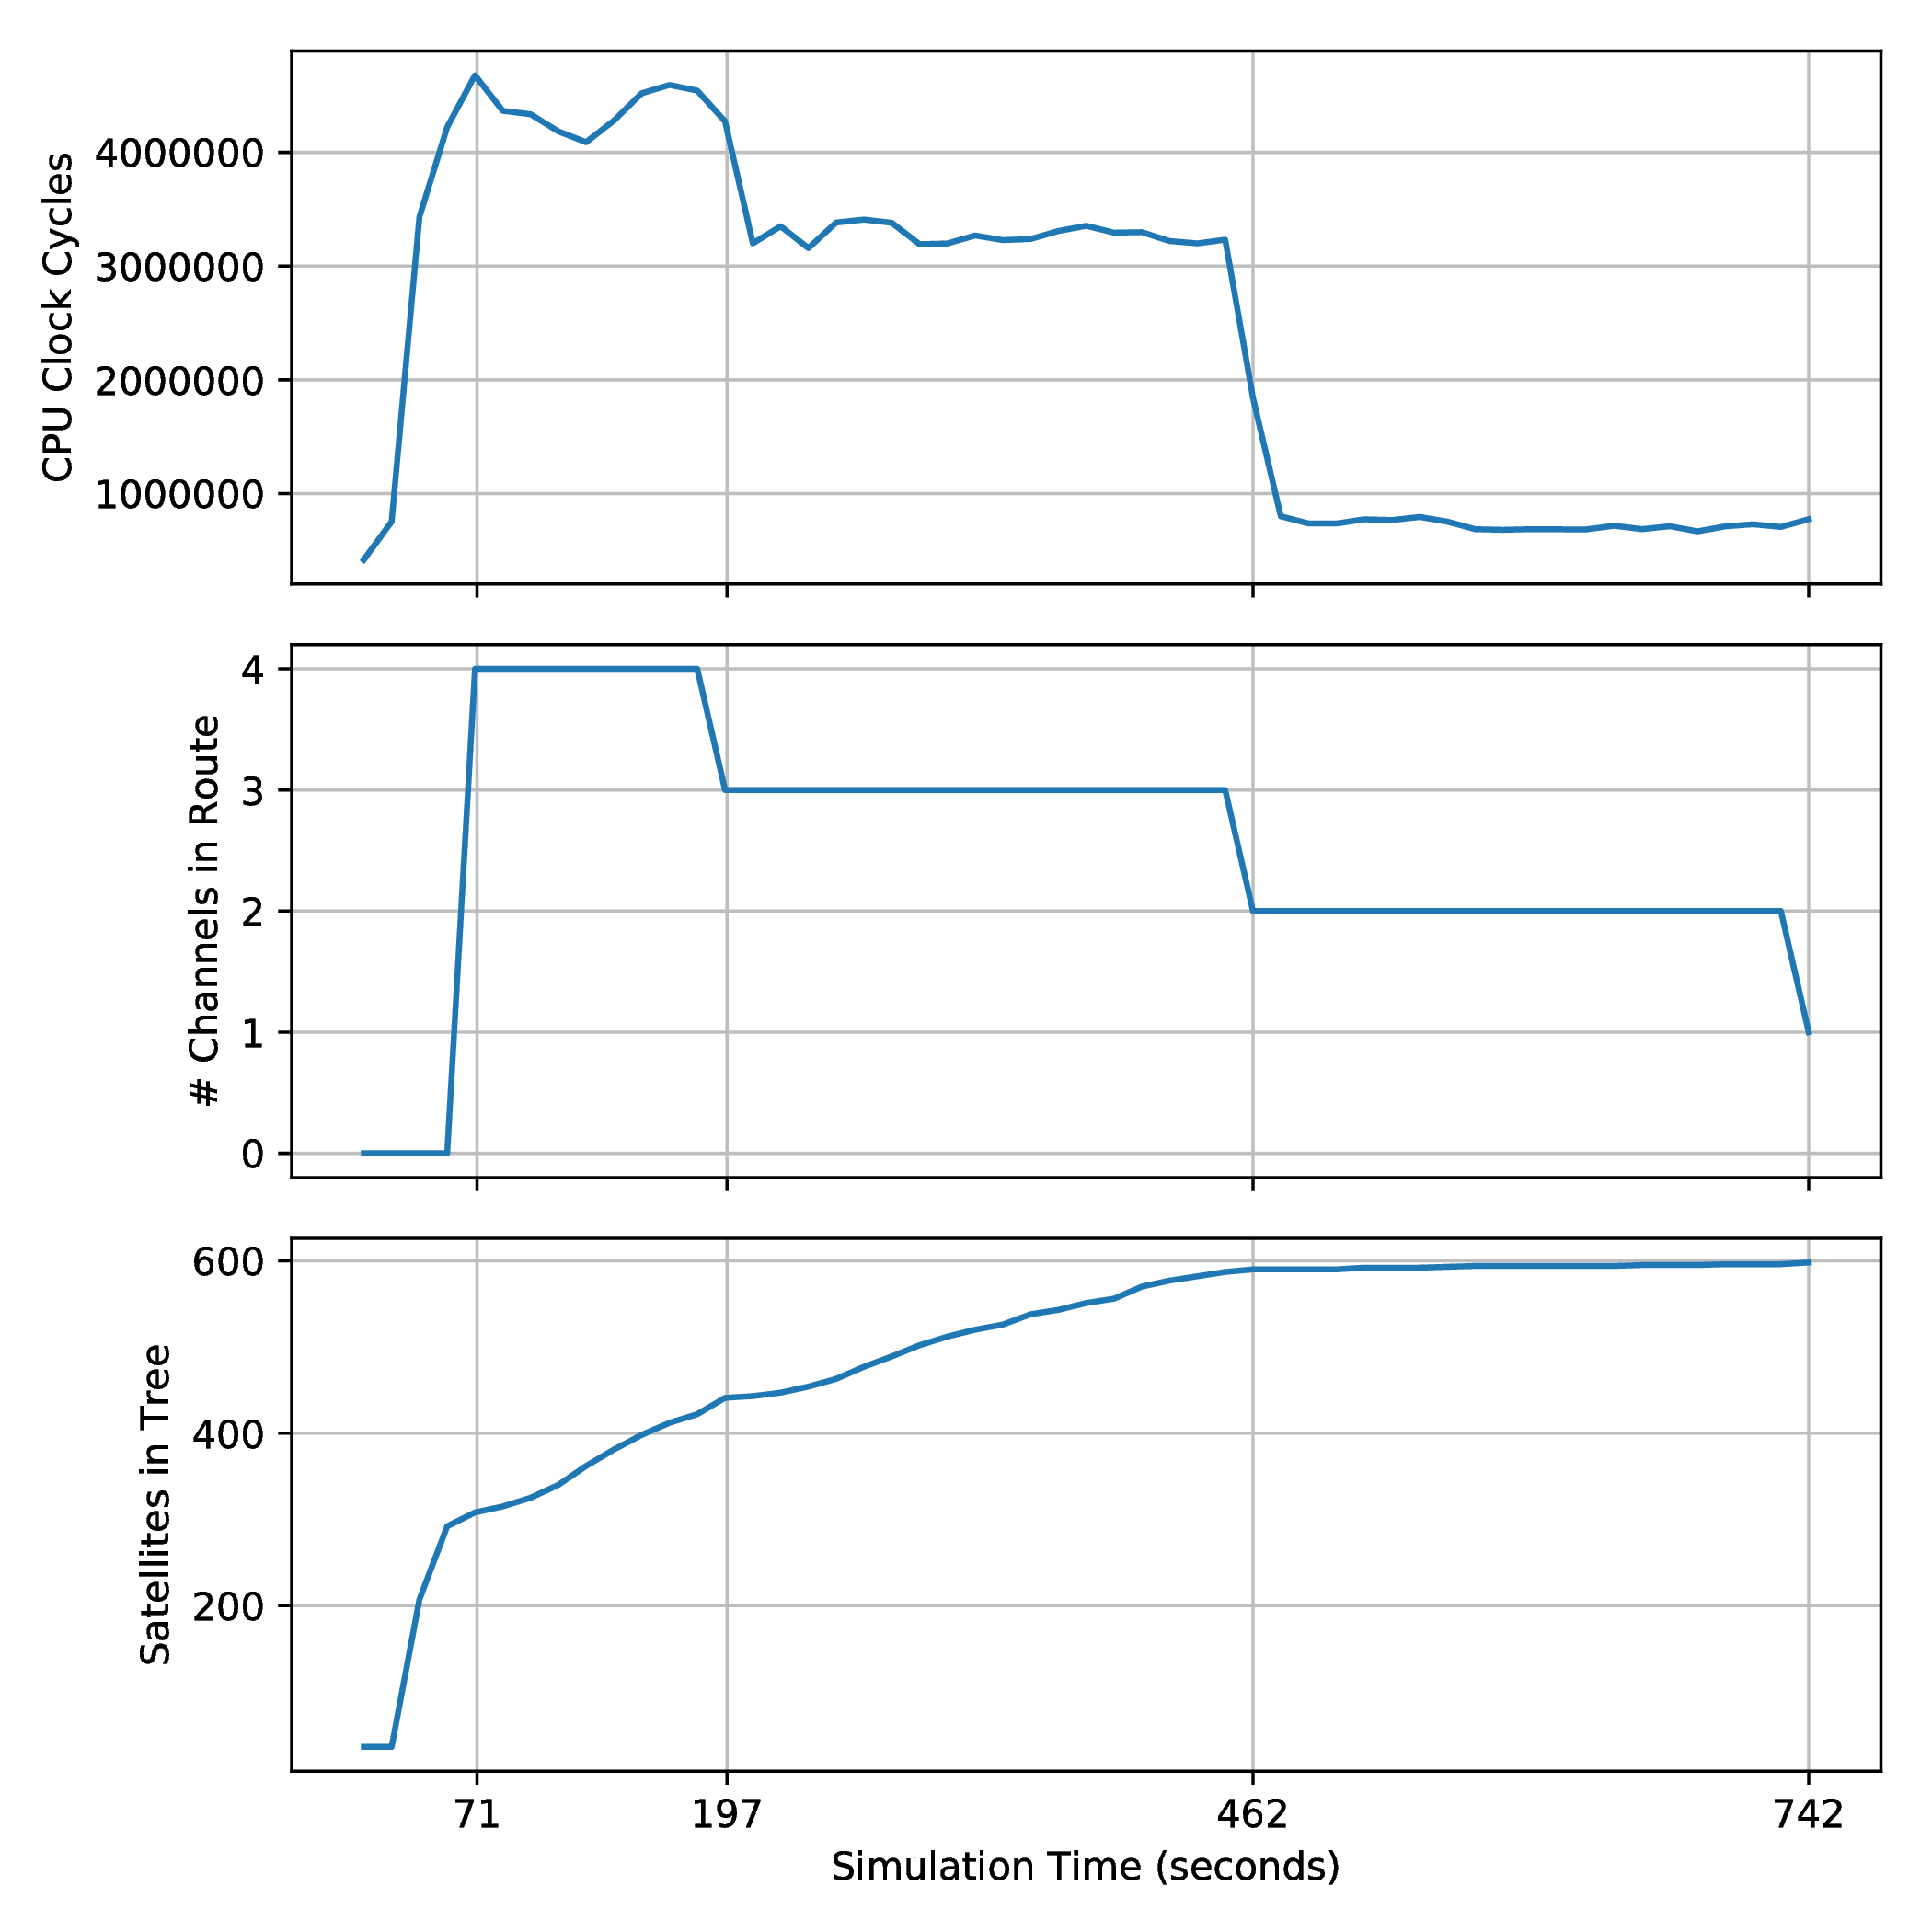 CPU Clock Cycles
4000000
3000000
2000000
1000000
# Channels in Route
4
3
2
1
0
Satellites in Tree
600
400
200
71 197 462 742
Simulation Time (seconds)